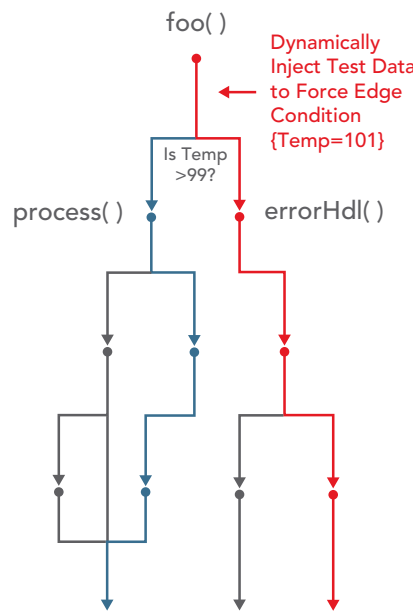 foo( )
Dynamically
Inject Test Data
to Force Edge
Condition
{Temp=101}
Is Temp
>99?
process( )
errorHdl( )